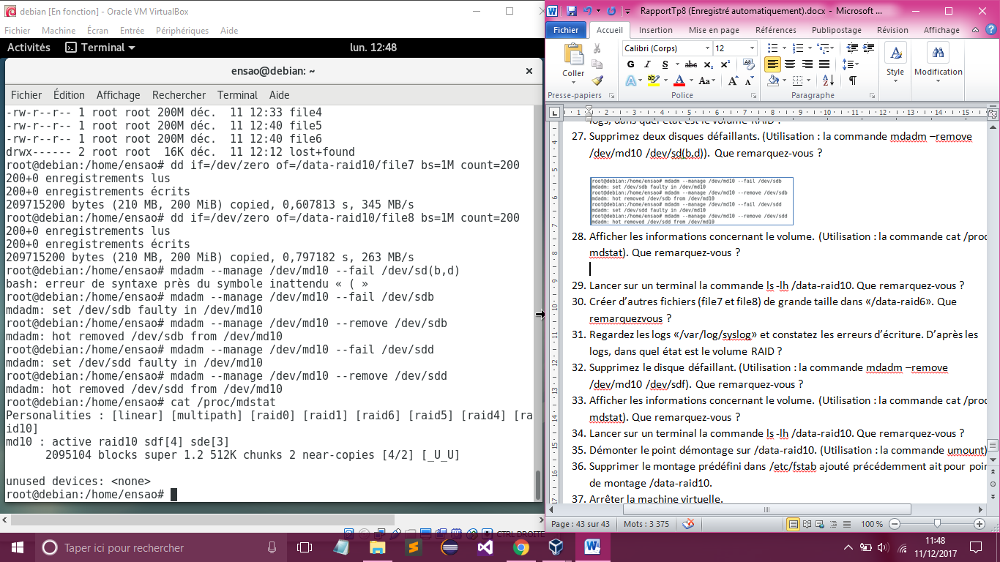 debian [En fonction] - Oracle VM VirtualBox
Fichier Machine Écran Entrée Périphériques Aide
Activités Terminal lun. 12:48
ensao@debian: ~
Fichier Édition Affichage Rechercher Terminal Aide
-rw-r--r-- 1 root root 200M déc. 11 12:33 file4
-rw-r--r-- 1 root root 200M déc. 11 12:40 file5
-rw-r--r-- 1 root root 200M déc. 11 12:40 file6
drwx------ 2 root root 16K déc. 11 12:12 lost+found
root@debian:/home/ensao# dd if=/dev/zero of=/data-raid10/file7 bs=1M count=200
200+0 enregistrements lus
200+0 enregistrements écrits
209715200 bytes (210 MB, 200 MiB) copied, 0,607813 s, 345 MB/s
root@debian:/home/ensao# dd if=/dev/zero of=/data-raid10/file8 bs=1M count=200
200+0 enregistrements lus
200+0 enregistrements écrits
209715200 bytes (210 MB, 200 MiB) copied, 0,797182 s, 263 MB/s
root@debian:/home/ensao# mdadm --manage /dev/md10 --fail /dev/sd(b,d)
bash: erreur de syntaxe près du symbole inattendu « ( »
root@debian:/home/ensao# mdadm --manage /dev/md10 --fail /dev/sdb
mdadm: set /dev/sdb faulty in /dev/md10
root@debian:/home/ensao# mdadm --manage /dev/md10 --remove /dev/sdb
mdadm: hot removed /dev/sdb from /dev/md10
root@debian:/home/ensao# mdadm --manage /dev/md10 --fail /dev/sdd
mdadm: set /dev/sdd faulty in /dev/md10
root@debian:/home/ensao# mdadm --manage /dev/md10 --remove /dev/sdd
mdadm: hot removed /dev/sdd from /dev/md10
root@debian:/home/ensao# cat /proc/mdstat
Personalities : [linear] [multipath] [raid0] [raid1] [raid6] [raid5] [raid4] [ra
id10]
md10 : active raid10 sdf[4] sde[3]
2095104 blocks super 1.2 512K chunks 2 near-copies [4/2] [_U_U]
unused devices: <none>
root@debian:/home/ensao#
CTRL DROITE
RapportTp8 (Enregistré automatiquement).docx - Microsoft ...
Fichier Accueil Insertion Mise en page Références Publipostage Révision Affichage
Coller
Calibri (Corps) 12
G I S abc x₂ x²
Style Modification
Presse-papiers Police Paragraphe
1 1 2 3 4 5 6 7 8 9 10 11 12 13 14 15
logs, dans quel état est le volume RAID ?
27. Supprimez deux disques défaillants. (Utilisation : la commande mdadm –remove
/dev/md10 /dev/sd(b,d)). Que remarquez-vous ?
root@debian:/home/ensao# mdadm --manage /dev/md10 --fail /dev/sdb
mdadm: set /dev/sdb faulty in /dev/md10
root@debian:/home/ensao# mdadm --manage /dev/md10 --remove /dev/sdb
mdadm: hot removed /dev/sdb from /dev/md10
root@debian:/home/ensao# mdadm --manage /dev/md10 --fail /dev/sdd
mdadm: set /dev/sdd faulty in /dev/md10
root@debian:/home/ensao# mdadm --manage /dev/md10 --remove /dev/sdd
mdadm: hot removed /dev/sdd from /dev/md10
28. Afficher les informations concernant le volume. (Utilisation : la commande cat /proc
mdstat). Que remarquez-vous ?
29. Lancer sur un terminal la commande ls -lh /data-raid10. Que remarquez-vous ?
30. Créer d’autres fichiers (file7 et file8) de grande taille dans «/data-raid6». Que
remarquezvous ?
31. Regardez les logs «/var/log/syslog» et constatez les erreurs d’écriture. D’après les
logs, dans quel état est le volume RAID ?
32. Supprimez le disque défaillant. (Utilisation : la commande mdadm –remove
/dev/md10 /dev/sdf). Que remarquez-vous ?
33. Afficher les informations concernant le volume. (Utilisation : la commande cat /proc
mdstat). Que remarquez-vous ?
34. Lancer sur un terminal la commande ls -lh /data-raid10. Que remarquez-vous ?
35. Démonter le point démontage sur /data-raid10. (Utilisation : la commande umount)
36. Supprimer le montage prédéfini dans /etc/fstab ajouté précédemment ait pour poin
de montage /data-raid10.
37. Arrêter la machine virtuelle.
Page : 43 sur 43 Mots : 3 375 100 %
Taper ici pour rechercher
11:48
11/12/2017